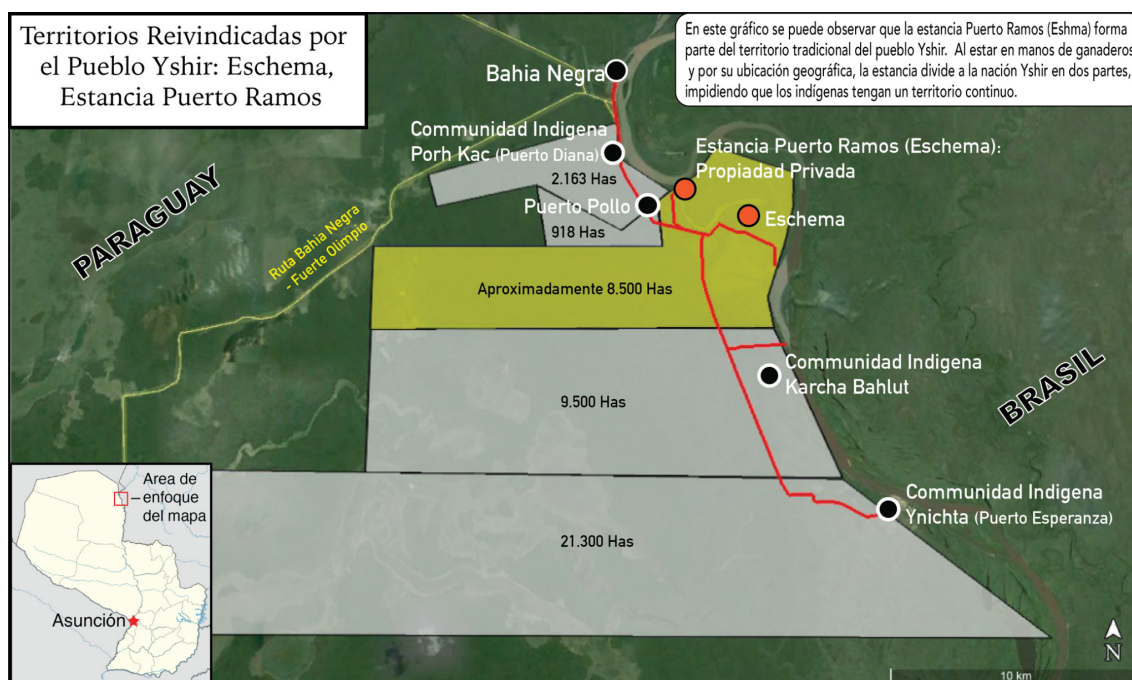 Territorios Reivindicadas por
el Pueblo Yshir: Eschema,
Estancia Puerto Ramos
En este gráfico se puede observar que la estancia Puerto Ramos (Eshma) forma
parte del territorio tradicional del pueblo Yshir. Al estar en manos de ganaderos
y por su ubicación geográfica, la estancia divide a la nación Yshir en dos partes,
impidiendo que los indígenas tengan un territorio continuo.
Bahia Negra
Communidad Indigena
Porh Kac (Puerto Diana)
2.163 Has
Estancia Puerto Ramos (Eschema):
Propiadad Privada
Puerto Pollo
Eschema
918 Has
PARAGUAY
Ruta Bahia Negra
- Fuerte Olimpio
Aproximadamente 8.500 Has
Communidad Indigena
Karcha Bahlut
BRASIL
9.500 Has
Area de
enfoque
del mapa
Communidad Indigena
Ynichta (Puerto Esperanza)
21.300 Has
Asunción
N
10 km